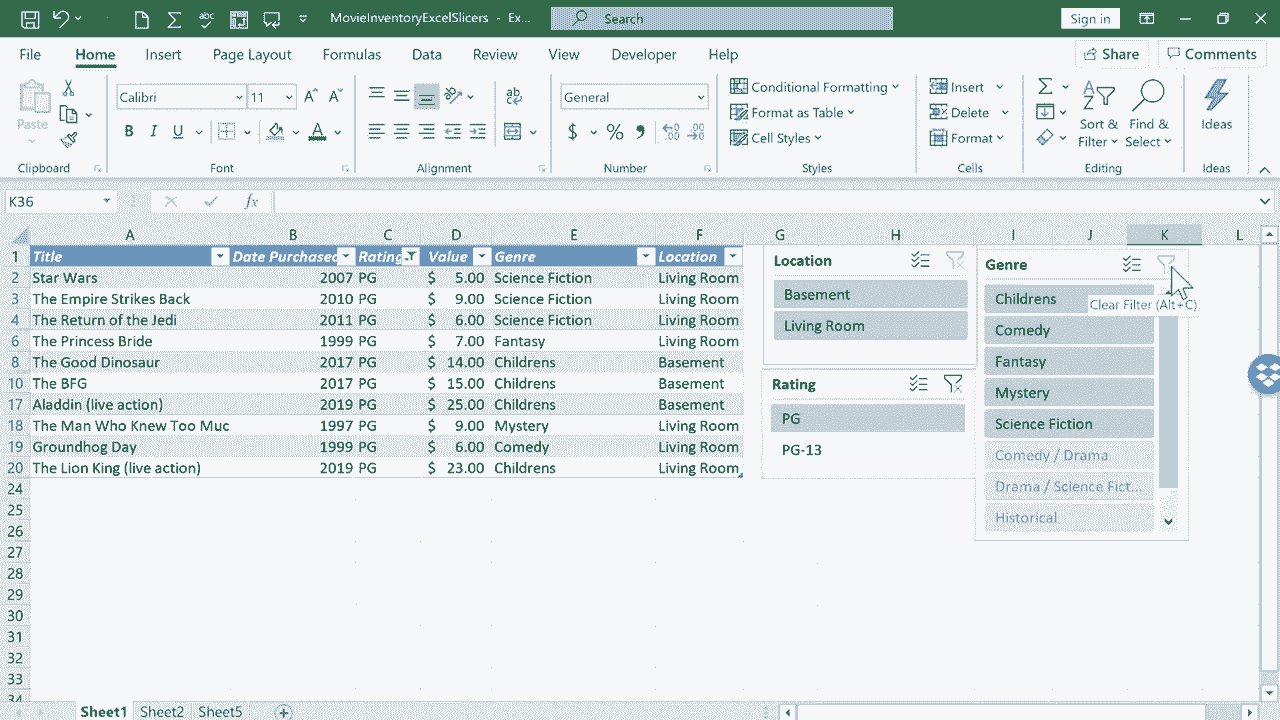 MovieInventoryExcelSlicers - Ex...
Search
Sign in
File Home Insert Page Layout Formulas Data Review View Developer Help
Share Comments
Paste
Calibri 11
General
$ % 9
B I U A
Conditional Formatting
Format as Table
Cell Styles
Insert
Delete
Format
Sort & Filter
Find & Select
Ideas
Clipboard Font Alignment Number Styles Cells Editing Ideas
K36 fx
A B C D E F G H I J K L
1 Title Date Purchased Rating Value Genre Location
2 Star Wars 2007 PG $ 5.00 Science Fiction Living Room
3 The Empire Strikes Back 2010 PG $ 9.00 Science Fiction Living Room
4 The Return of the Jedi 2011 PG $ 6.00 Science Fiction Living Room
6 The Princess Bride 1999 PG $ 7.00 Fantasy Living Room
8 The Good Dinosaur 2017 PG $ 14.00 Childrens Basement
10 The BFG 2017 PG $ 15.00 Childrens Basement
17 Aladdin (live action) 2019 PG $ 25.00 Childrens Basement
18 The Man Who Knew Too Muc 1997 PG $ 9.00 Mystery Living Room
19 Groundhog Day 1999 PG $ 6.00 Comedy Living Room
20 The Lion King (live action) 2019 PG $ 23.00 Childrens Living Room
24
25
26
27
28
29
30
31
32
33
34
Location
Basement
Living Room
Rating
PG
PG-13
Genre
Clear Filter (Alt+C)
Childrens
Comedy
Fantasy
Mystery
Science Fiction
Comedy / Drama
Drama / Science Fict...
Historical
Sheet1 Sheet2 Sheet5